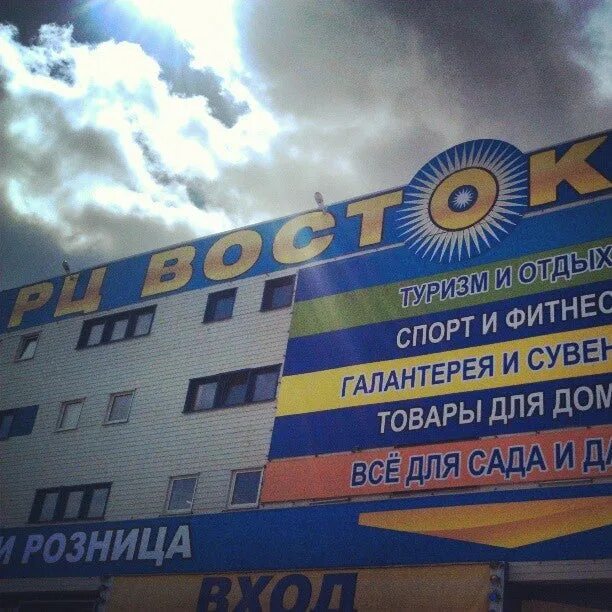 РЦ ВОСТОК
ТУРИЗМ И ОТДЫХ
СПОРТ И ФИТНЕС
ГАЛАНТЕРЕЯ И СУВЕН
ТОВАРЫ ДЛЯ ДОМ
ВСЁ ДЛЯ САДА И ДА
И РОЗНИЦА
ВХОД